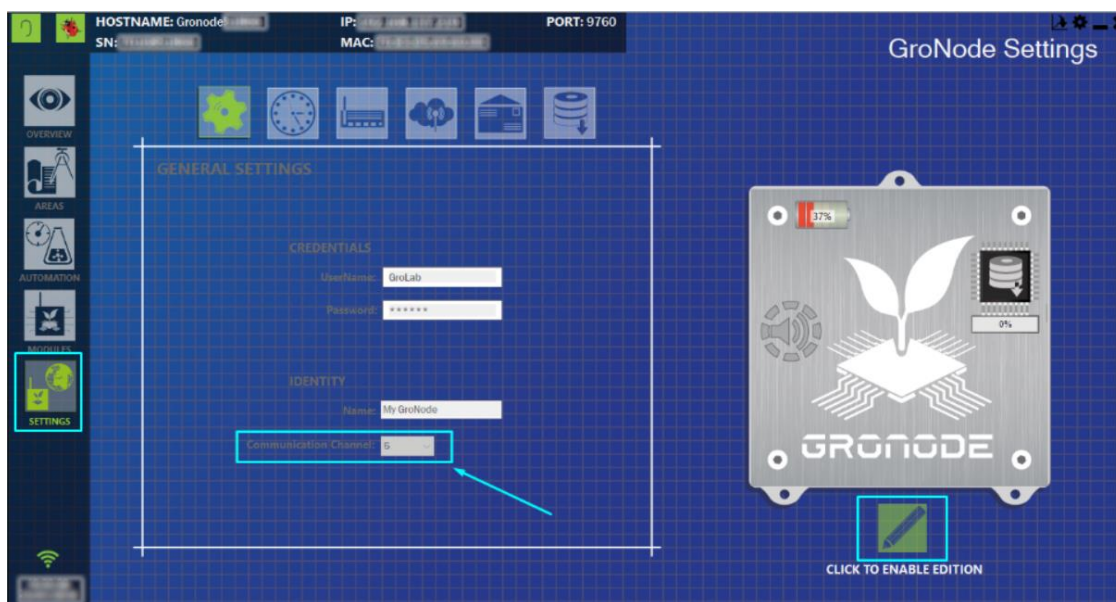 HOSTNAME: Gronode
IP:
PORT: 9760
SN:
MAC:
GroNode Settings
OVERVIEW
AREAS
AUTOMATION
MODULES
SETTINGS
GENERAL SETTINGS
CREDENTIALS
UserName: GroLab
Password: ******
IDENTITY
Name: My GroNode
Communication Channel: 5
37%
0%
GRONODE
CLICK TO ENABLE EDITION